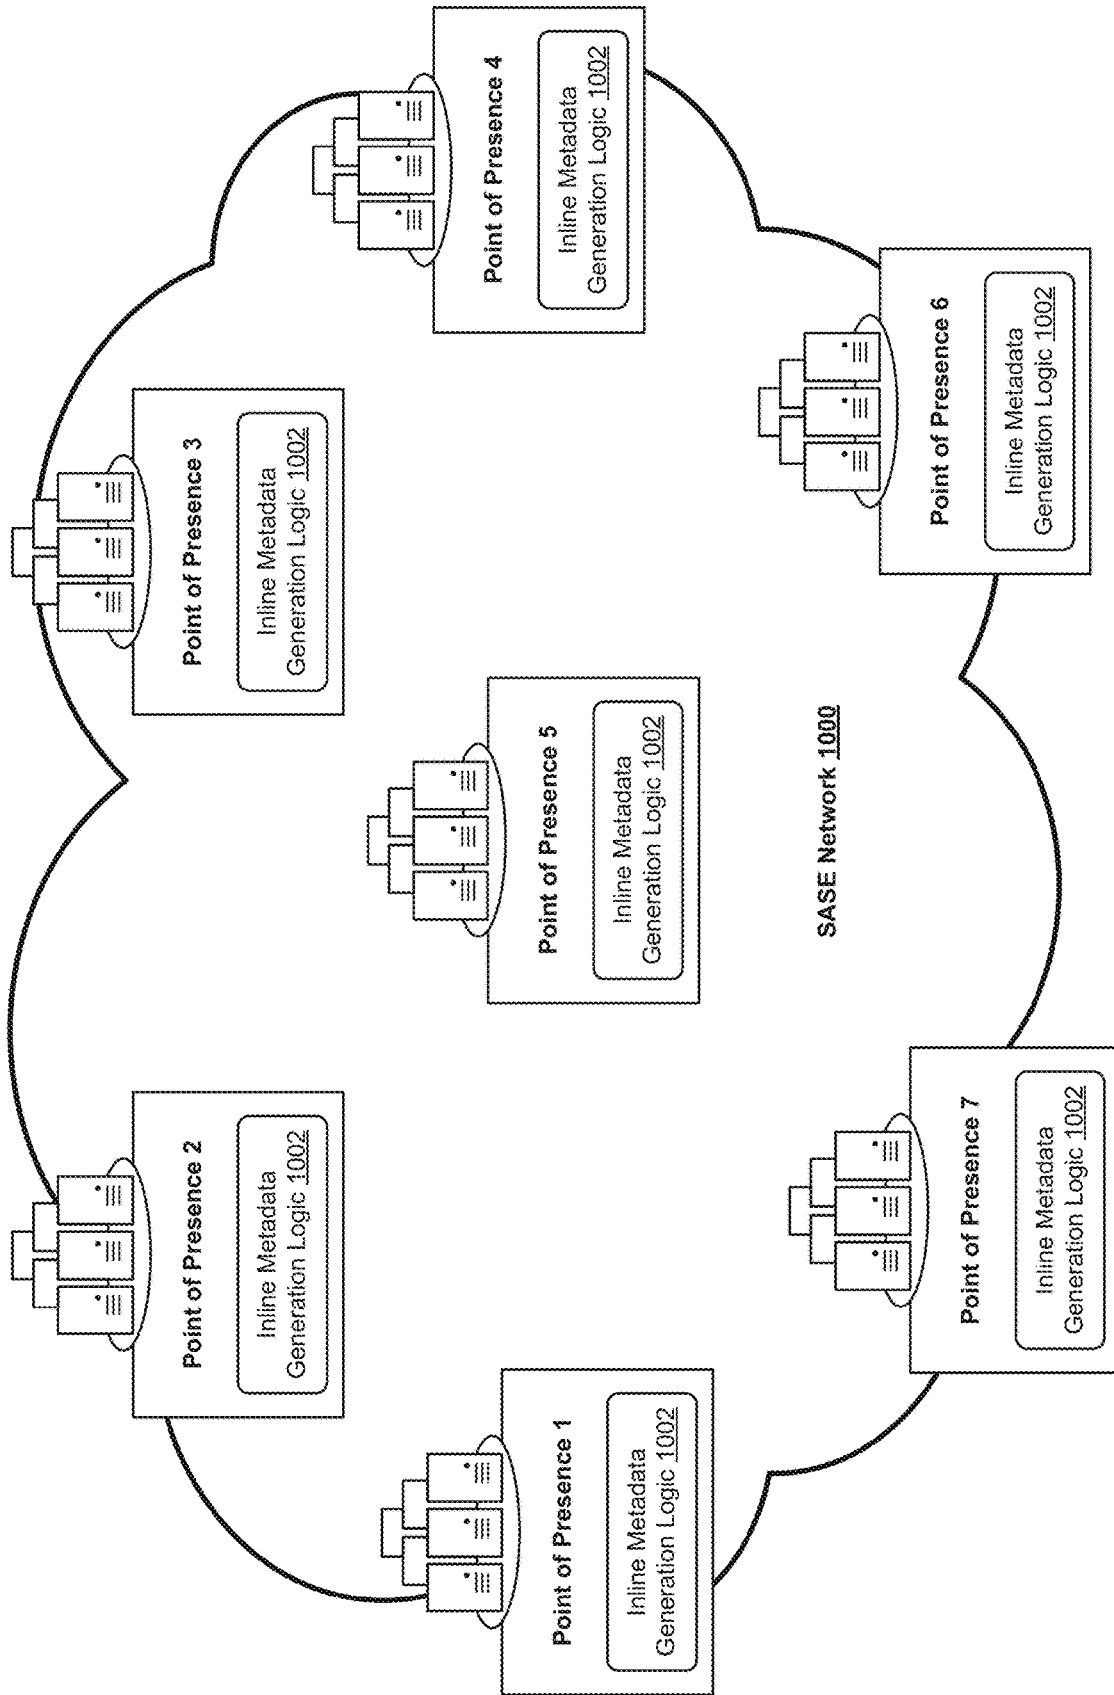 Point of Presence 2
Inline Metadata
Generation Logic 1002
Point of Presence 3
Inline Metadata
Generation Logic 1002
Point of Presence 1
Inline Metadata
Generation Logic 1002
Point of Presence 5
Inline Metadata
Generation Logic 1002
Point of Presence 4
Inline Metadata
Generation Logic 1002
SASE Network 1000
Point of Presence 7
Inline Metadata
Generation Logic 1002
Point of Presence 6
Inline Metadata
Generation Logic 1002